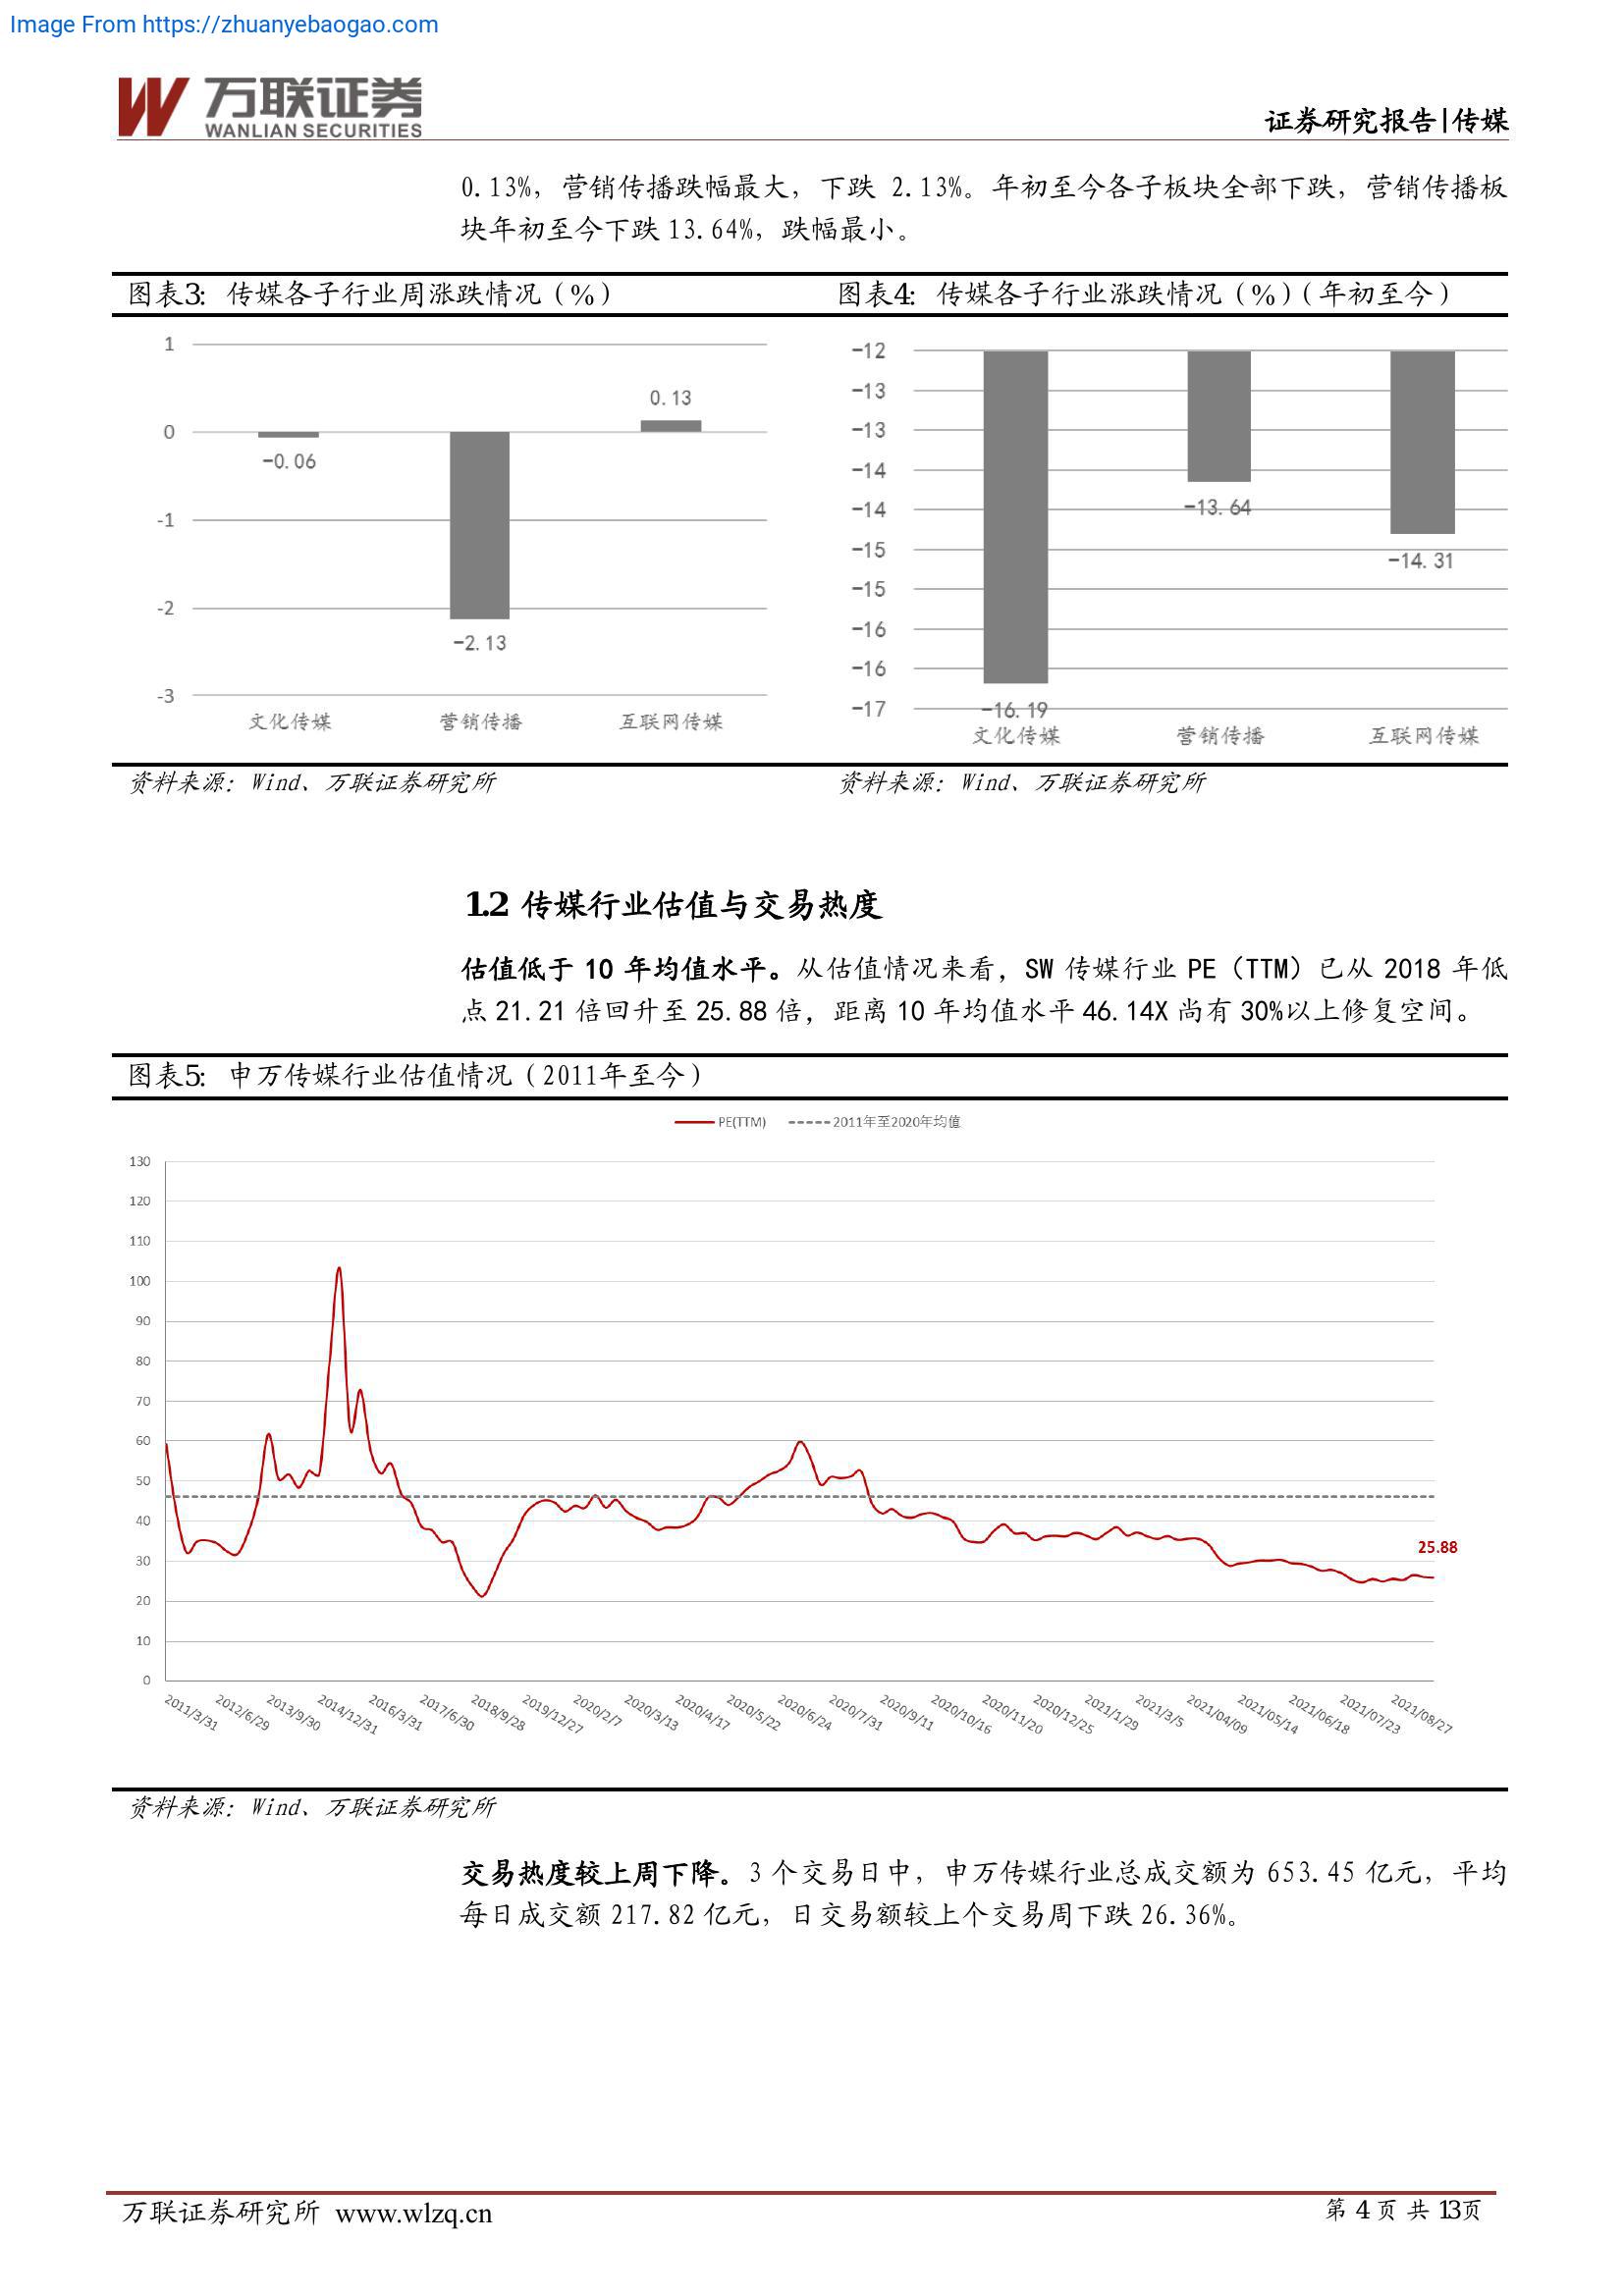 Image From https://zhuanyebaogao.com
万联证券
WANLIAN SECURITIES
证券研究报告|传媒
0.13%，营销传播跌幅最大，下跌 2.13%。年初至今各子板块全部下跌，营销传播板
块年初至今下跌13.64%，跌幅最小。
图表3: 传媒各子行业周涨跌情况（%）
1
0
-1
-2
-3
-0.06
-2.13
0.13
文化传媒 营销传播 互联网传媒
资料来源：Wind、万联证券研究所
图表4: 传媒各子行业涨跌情况（%）（年初至今）
-12
-13
-13
-14
-14
-15
-15
-16
-16
-17
-16.19
-13.64
-14.31
文化传媒 营销传播 互联网传媒
资料来源：Wind、万联证券研究所
1.2 传媒行业估值与交易热度
估值低于 10 年均值水平。从估值情况来看，SW 传媒行业 PE（TTM）已从 2018 年低
点 21.21 倍回升至 25.88 倍，距离 10 年均值水平 46.14X 尚有 30%以上修复空间。
图表5: 申万传媒行业估值情况（2011年至今）
PE(TTM) 2011年至2020年均值
130
120
110
100
90
80
70
60
50
40
30
20
10
0
25.88
2011/3/31 2012/6/29 2013/9/30 2014/12/31 2016/3/31 2017/6/30 2018/9/28 2019/12/27 2020/2/7 2020/3/13 2020/4/17 2020/5/22 2020/6/24 2020/7/31 2020/9/11 2020/10/16 2020/11/20 2020/12/25 2021/1/29 2021/3/5 2021/04/09 2021/05/14 2021/06/18 2021/07/23 2021/08/27
资料来源：Wind、万联证券研究所
交易热度较上周下降。3 个交易日中，申万传媒行业总成交额为 653.45 亿元，平均
每日成交额 217.82 亿元，日交易额较上个交易周下跌 26.36%。
万联证券研究所 www.wlzq.cn
第 4 页 共 13页